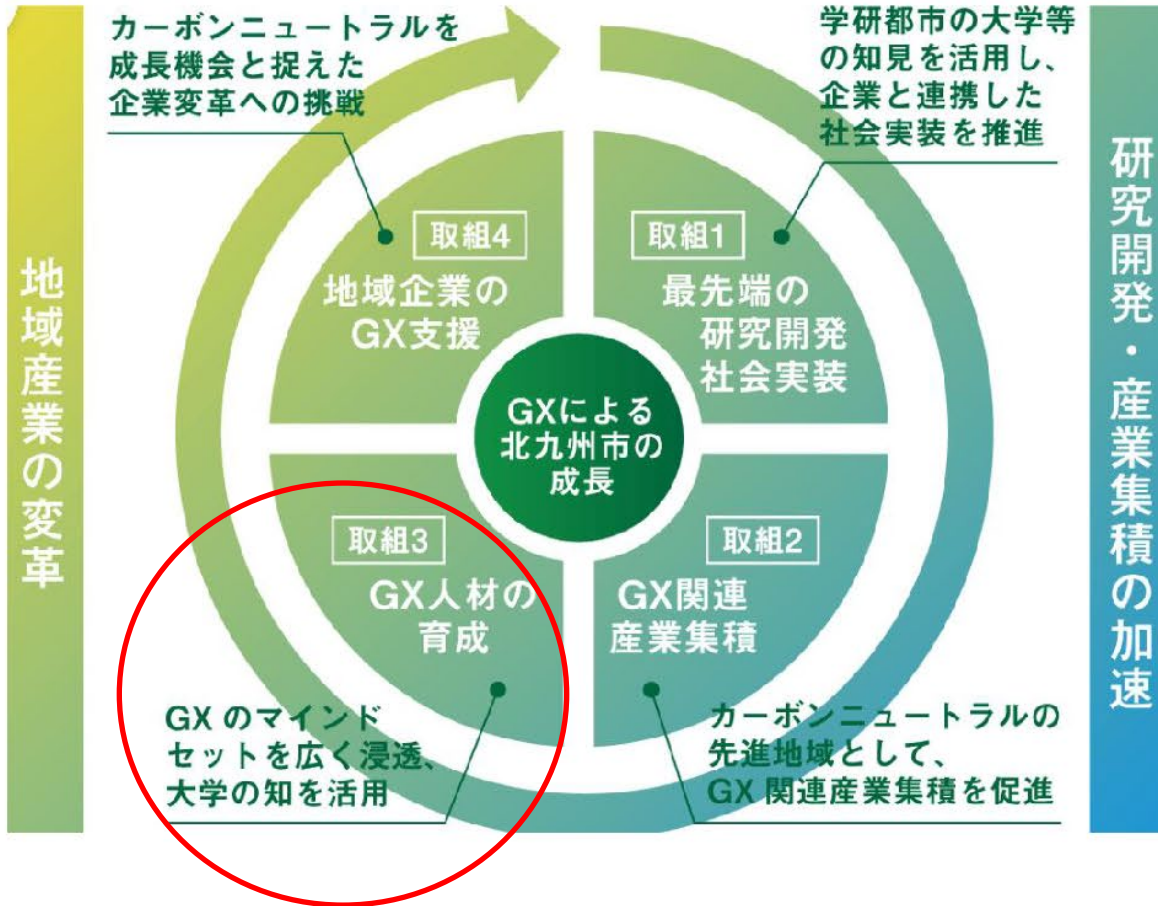 カーボンニュートラルを
成長機会と捉えた
企業変革への挑戦
学研都市の大学等
の知見を活用し、
企業と連携した
社会実装を推進
地域産業の変革
研究開発・産業集積の加速
取組4
地域企業の
GX支援
取組1
最先端の
研究開発
社会実装
GXによる
北九州市の
成長
取組3
GX人材の
育成
取組2
GX関連
産業集積
GXのマインド
セットを広く浸透、
大学の知を活用
カーボンニュートラルの
先進地域として、
GX関連産業集積を促進